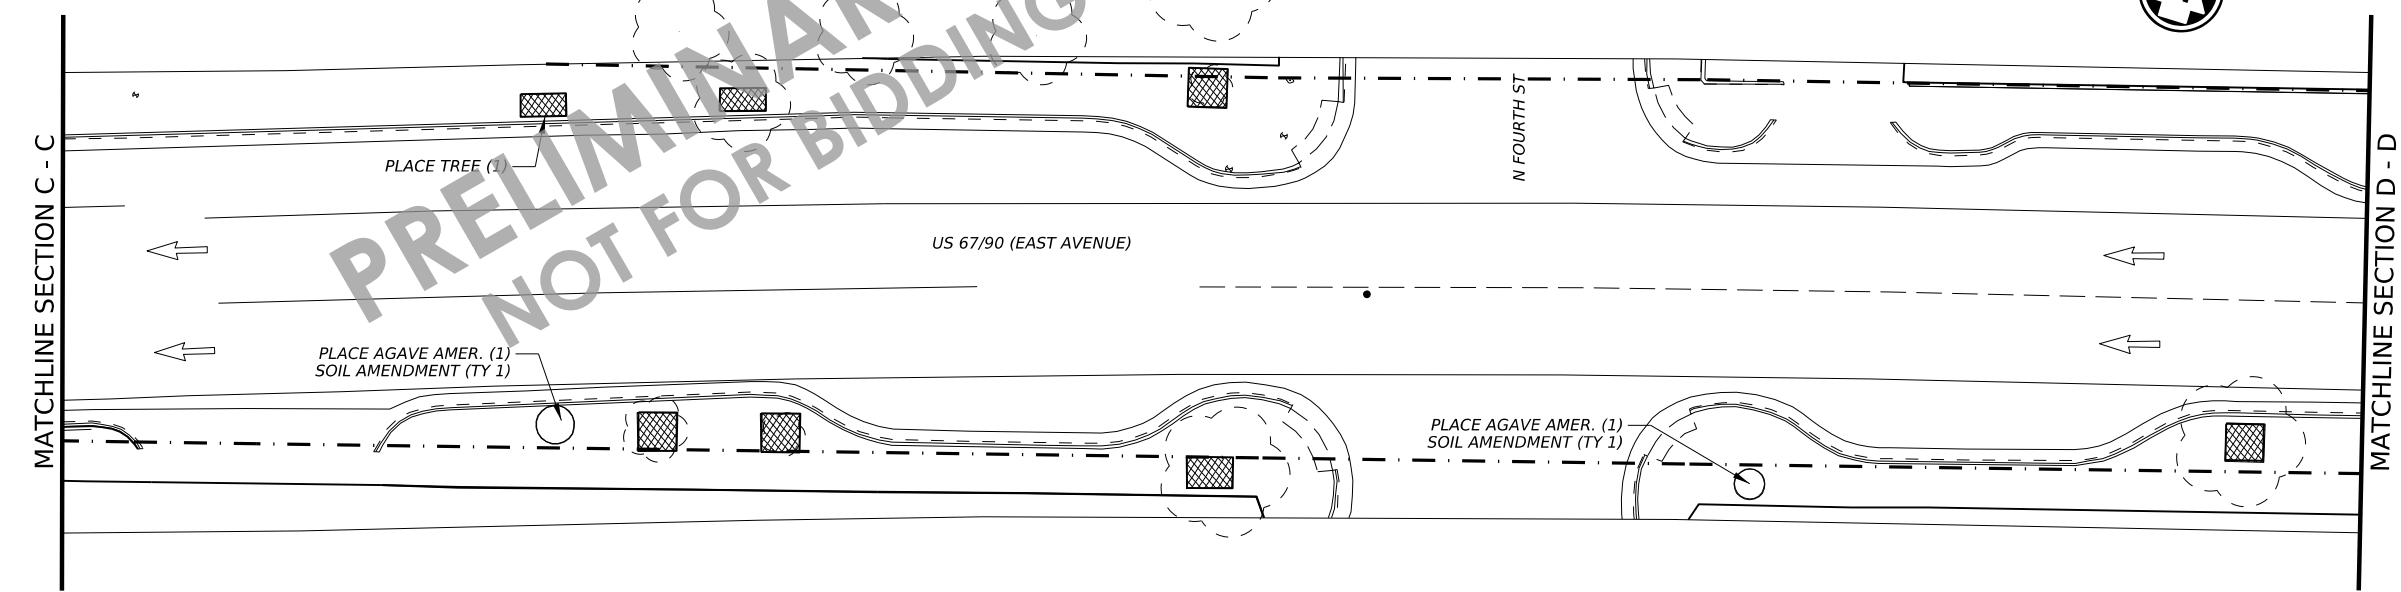 MATCHLINE SECTION C - C
PRELIMINAR
NOT FOR BIDDING
PLACE TREE (1)
N FOURTH ST
US 67/90 (EAST AVENUE)
PLACE AGAVE AMER. (1)
SOIL AMENDMENT (TY 1)
PLACE AGAVE AMER. (1)
SOIL AMENDMENT (TY 1)
MATCHLINE SECTION D - D